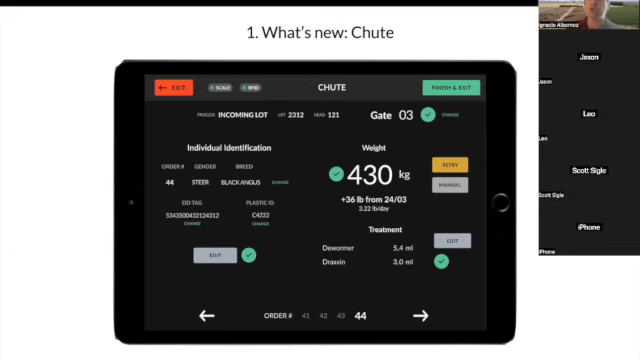 1. What's new: Chute
EXIT
SCALE
RFID
CHUTE
FINISH & EXIT
PROCESS INCOMING LOT LOT 2312 HEAD 121
Gate 03
CHANGE
Individual Identification
ORDER # GENDER BREED
44 STEER BLACK ANGUS CHANGE
EID TAG PLASTIC ID
5343500432124312 C4222
CHANGE CHANGE
EDIT
Weight
430 kg
+36 lb from 24/03
3.22 lb/day
RETRY
MANUAL
Treatment
Dewormer 5,4 ml
Draxxin 3,0 ml
EDIT
ORDER # 41 42 43 44
Ignacio Albornoz
Jason
Jason
Leo
Leo
Scott Sigle
Scott Sigle
iPhone
iPhone